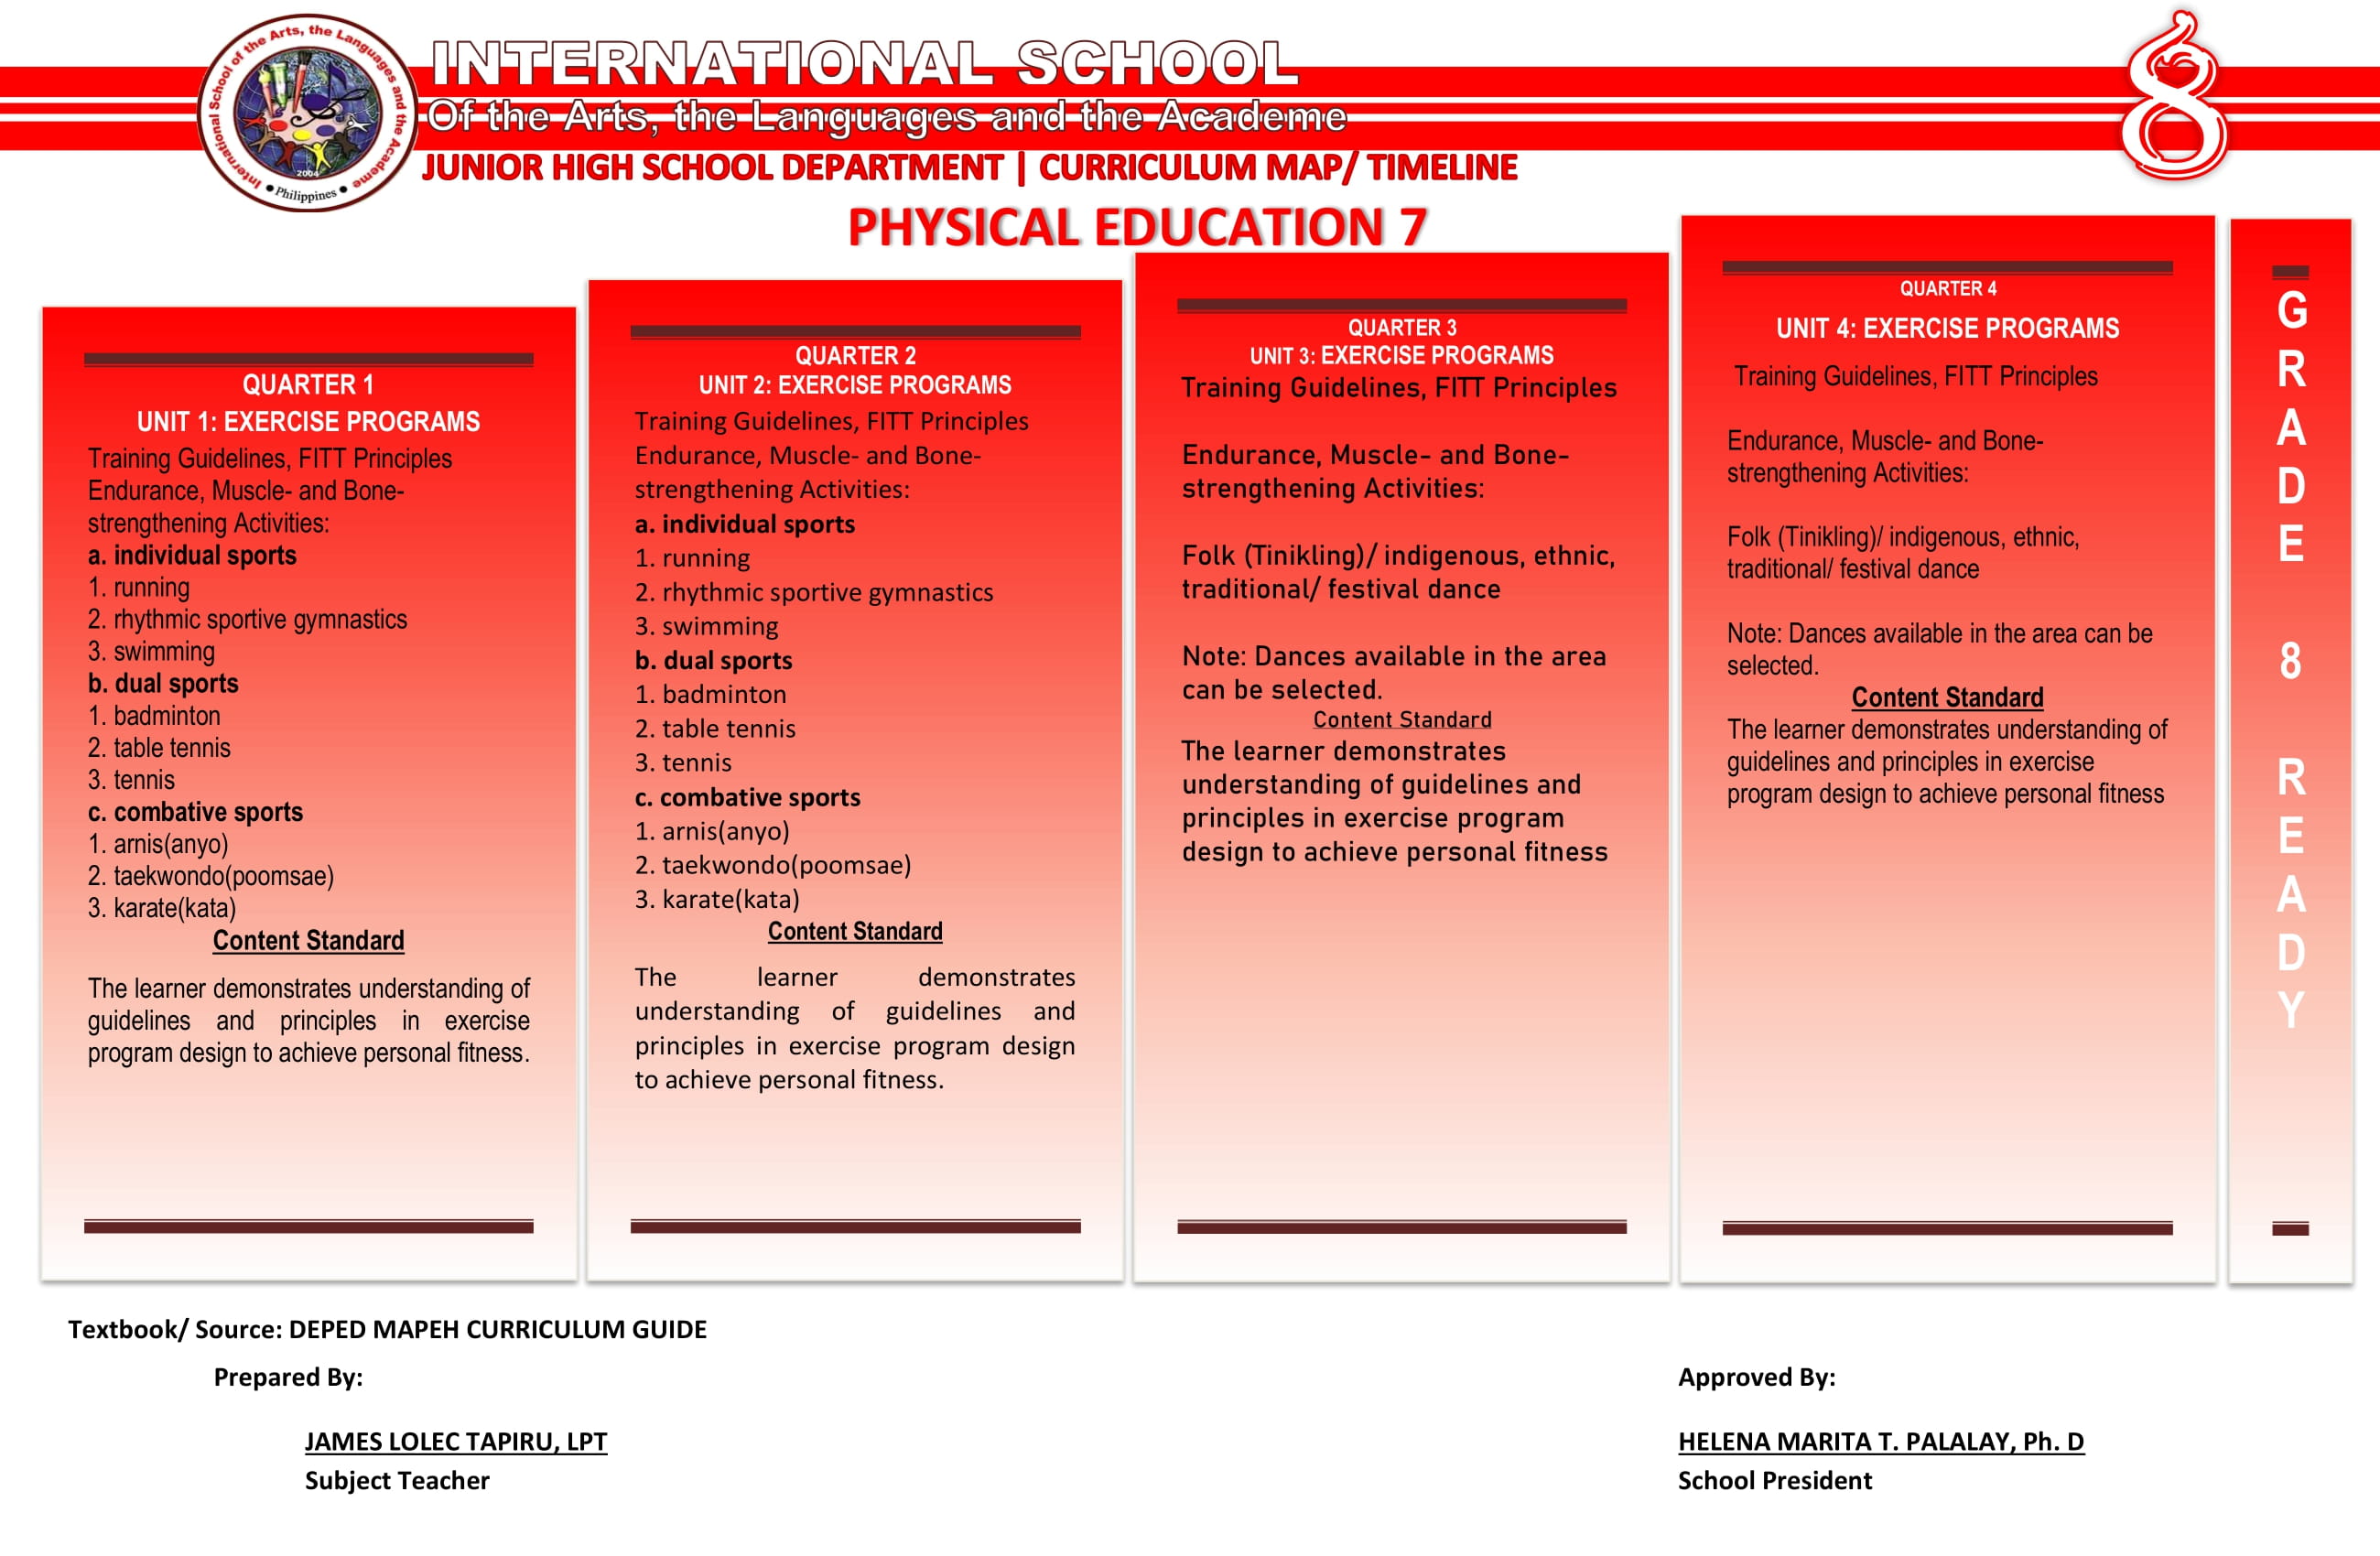 International School of the Arts, the Languages and the Academe
2004
Philippines
INTERNATIONAL SCHOOL
Of the Arts, the Languages and the Academe
JUNIOR HIGH SCHOOL DEPARTMENT | CURRICULUM MAP/ TIMELINE
8
PHYSICAL EDUCATION 7
QUARTER 1
UNIT 1: EXERCISE PROGRAMS
Training Guidelines, FITT Principles
Endurance, Muscle- and Bone-
strengthening Activities:
a. individual sports
1. running
2. rhythmic sportive gymnastics
3. swimming
b. dual sports
1. badminton
2. table tennis
3. tennis
c. combative sports
1. arnis(anyo)
2. taekwondo(poomsae)
3. karate(kata)
Content Standard
The learner demonstrates understanding of
guidelines and principles in exercise
program design to achieve personal fitness.
QUARTER 2
UNIT 2: EXERCISE PROGRAMS
Training Guidelines, FITT Principles
Endurance, Muscle- and Bone-
strengthening Activities:
a. individual sports
1. running
2. rhythmic sportive gymnastics
3. swimming
b. dual sports
1. badminton
2. table tennis
3. tennis
c. combative sports
1. arnis(anyo)
2. taekwondo(poomsae)
3. karate(kata)
Content Standard
The learner demonstrates
understanding of guidelines and
principles in exercise program design
to achieve personal fitness.
QUARTER 3
UNIT 3: EXERCISE PROGRAMS
Training Guidelines, FITT Principles
Endurance, Muscle- and Bone-
strengthening Activities:
Folk (Tinikling)/ indigenous, ethnic,
traditional/ festival dance
Note: Dances available in the area
can be selected.
Content Standard
The learner demonstrates
understanding of guidelines and
principles in exercise program
design to achieve personal fitness
QUARTER 4
UNIT 4: EXERCISE PROGRAMS
Training Guidelines, FITT Principles
Endurance, Muscle- and Bone-
strengthening Activities:
Folk (Tinikling)/ indigenous, ethnic,
traditional/ festival dance
Note: Dances available in the area can be
selected.
Content Standard
The learner demonstrates understanding of
guidelines and principles in exercise
program design to achieve personal fitness
GRADE 8 READY
Textbook/ Source: DEPED MAPEH CURRICULUM GUIDE
Prepared By:
JAMES LOLEC TAPIRU, LPT
Subject Teacher
Approved By:
HELENA MARITA T. PALALAY, Ph. D
School President